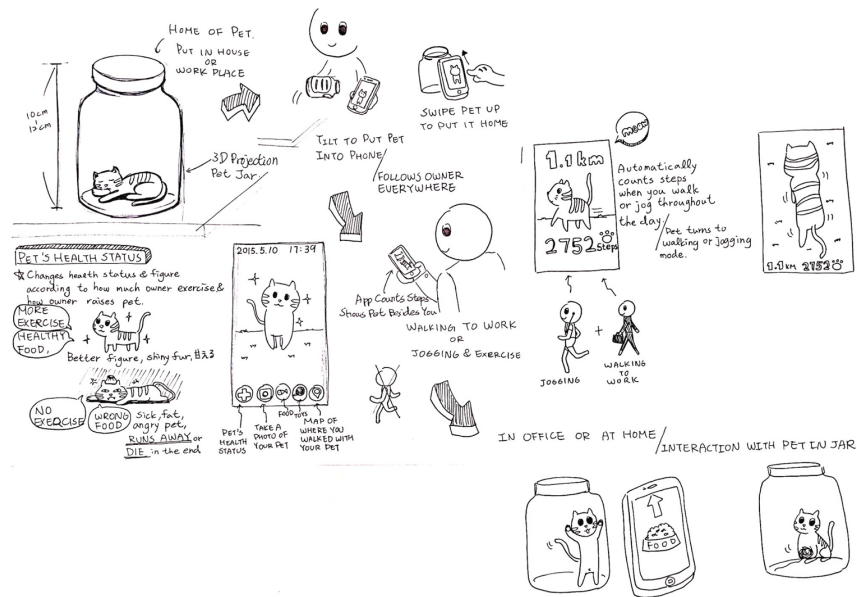 HOME OF PET.
PUT IN HOUSE
OR
WORK PLACE
10cm
12cm
3D Projection
Pet Jar
TILT TO PUT PET
INTO PHONE/
FOLLOWS OWNER
EVERYWHERE
SWIPE PET UP
TO PUT IT HOME
meow
1.1km
2752 steps
Automatically
counts steps
when you walk
or jog throughout
the day/
Pet turns to
walking or jogging
mode.
1.1 KM 2752
JOGGING
+
WALKING
TO
WORK
App Counts Steps
Shows Pet Besides You
WALKING TO WORK
OR
JOGGING & EXERCISE
PET'S HEALTH STATUS
Changes health status & figure
according to how much owner exercise &
how owner raises pet.
MORE
EXERCISE,
HEALTHY
FOOD,
Better figure, shiny fur,
NO
EXERCISE
WRONG
FOOD
Sick, fat,
angry pet,
RUNS AWAY or
DIE in the end
2015.5.10 17:39
PET'S
HEALTH
STATUS
TAKE A
PHOTO OF
YOUR PET
FOOD
TOYS
MAP OF
WHERE YOU
WALKED WITH
YOUR PET
IN OFFICE OR AT HOME/
INTERACTION WITH PET IN JAR
FOOD